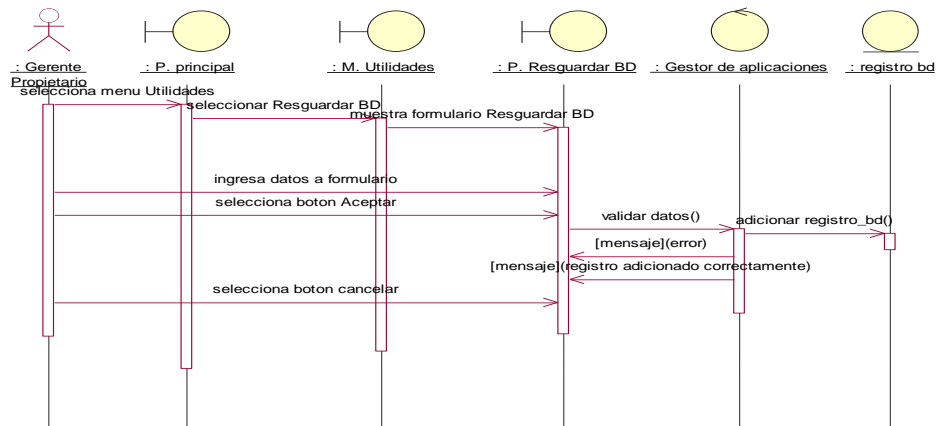 : Gerente
Propietario
: P. principal
: M. Utilidades
: P. Resguardar BD
: Gestor de aplicaciones
: registro bd
selecciona menu Utilidades
seleccionar Resguardar BD
muestra formulario Resguardar BD
ingresa datos a formulario
selecciona boton Aceptar
validar datos()
adicionar registro_bd()
[mensaje](error)
[mensaje](registro adicionado correctamente)
selecciona boton cancelar